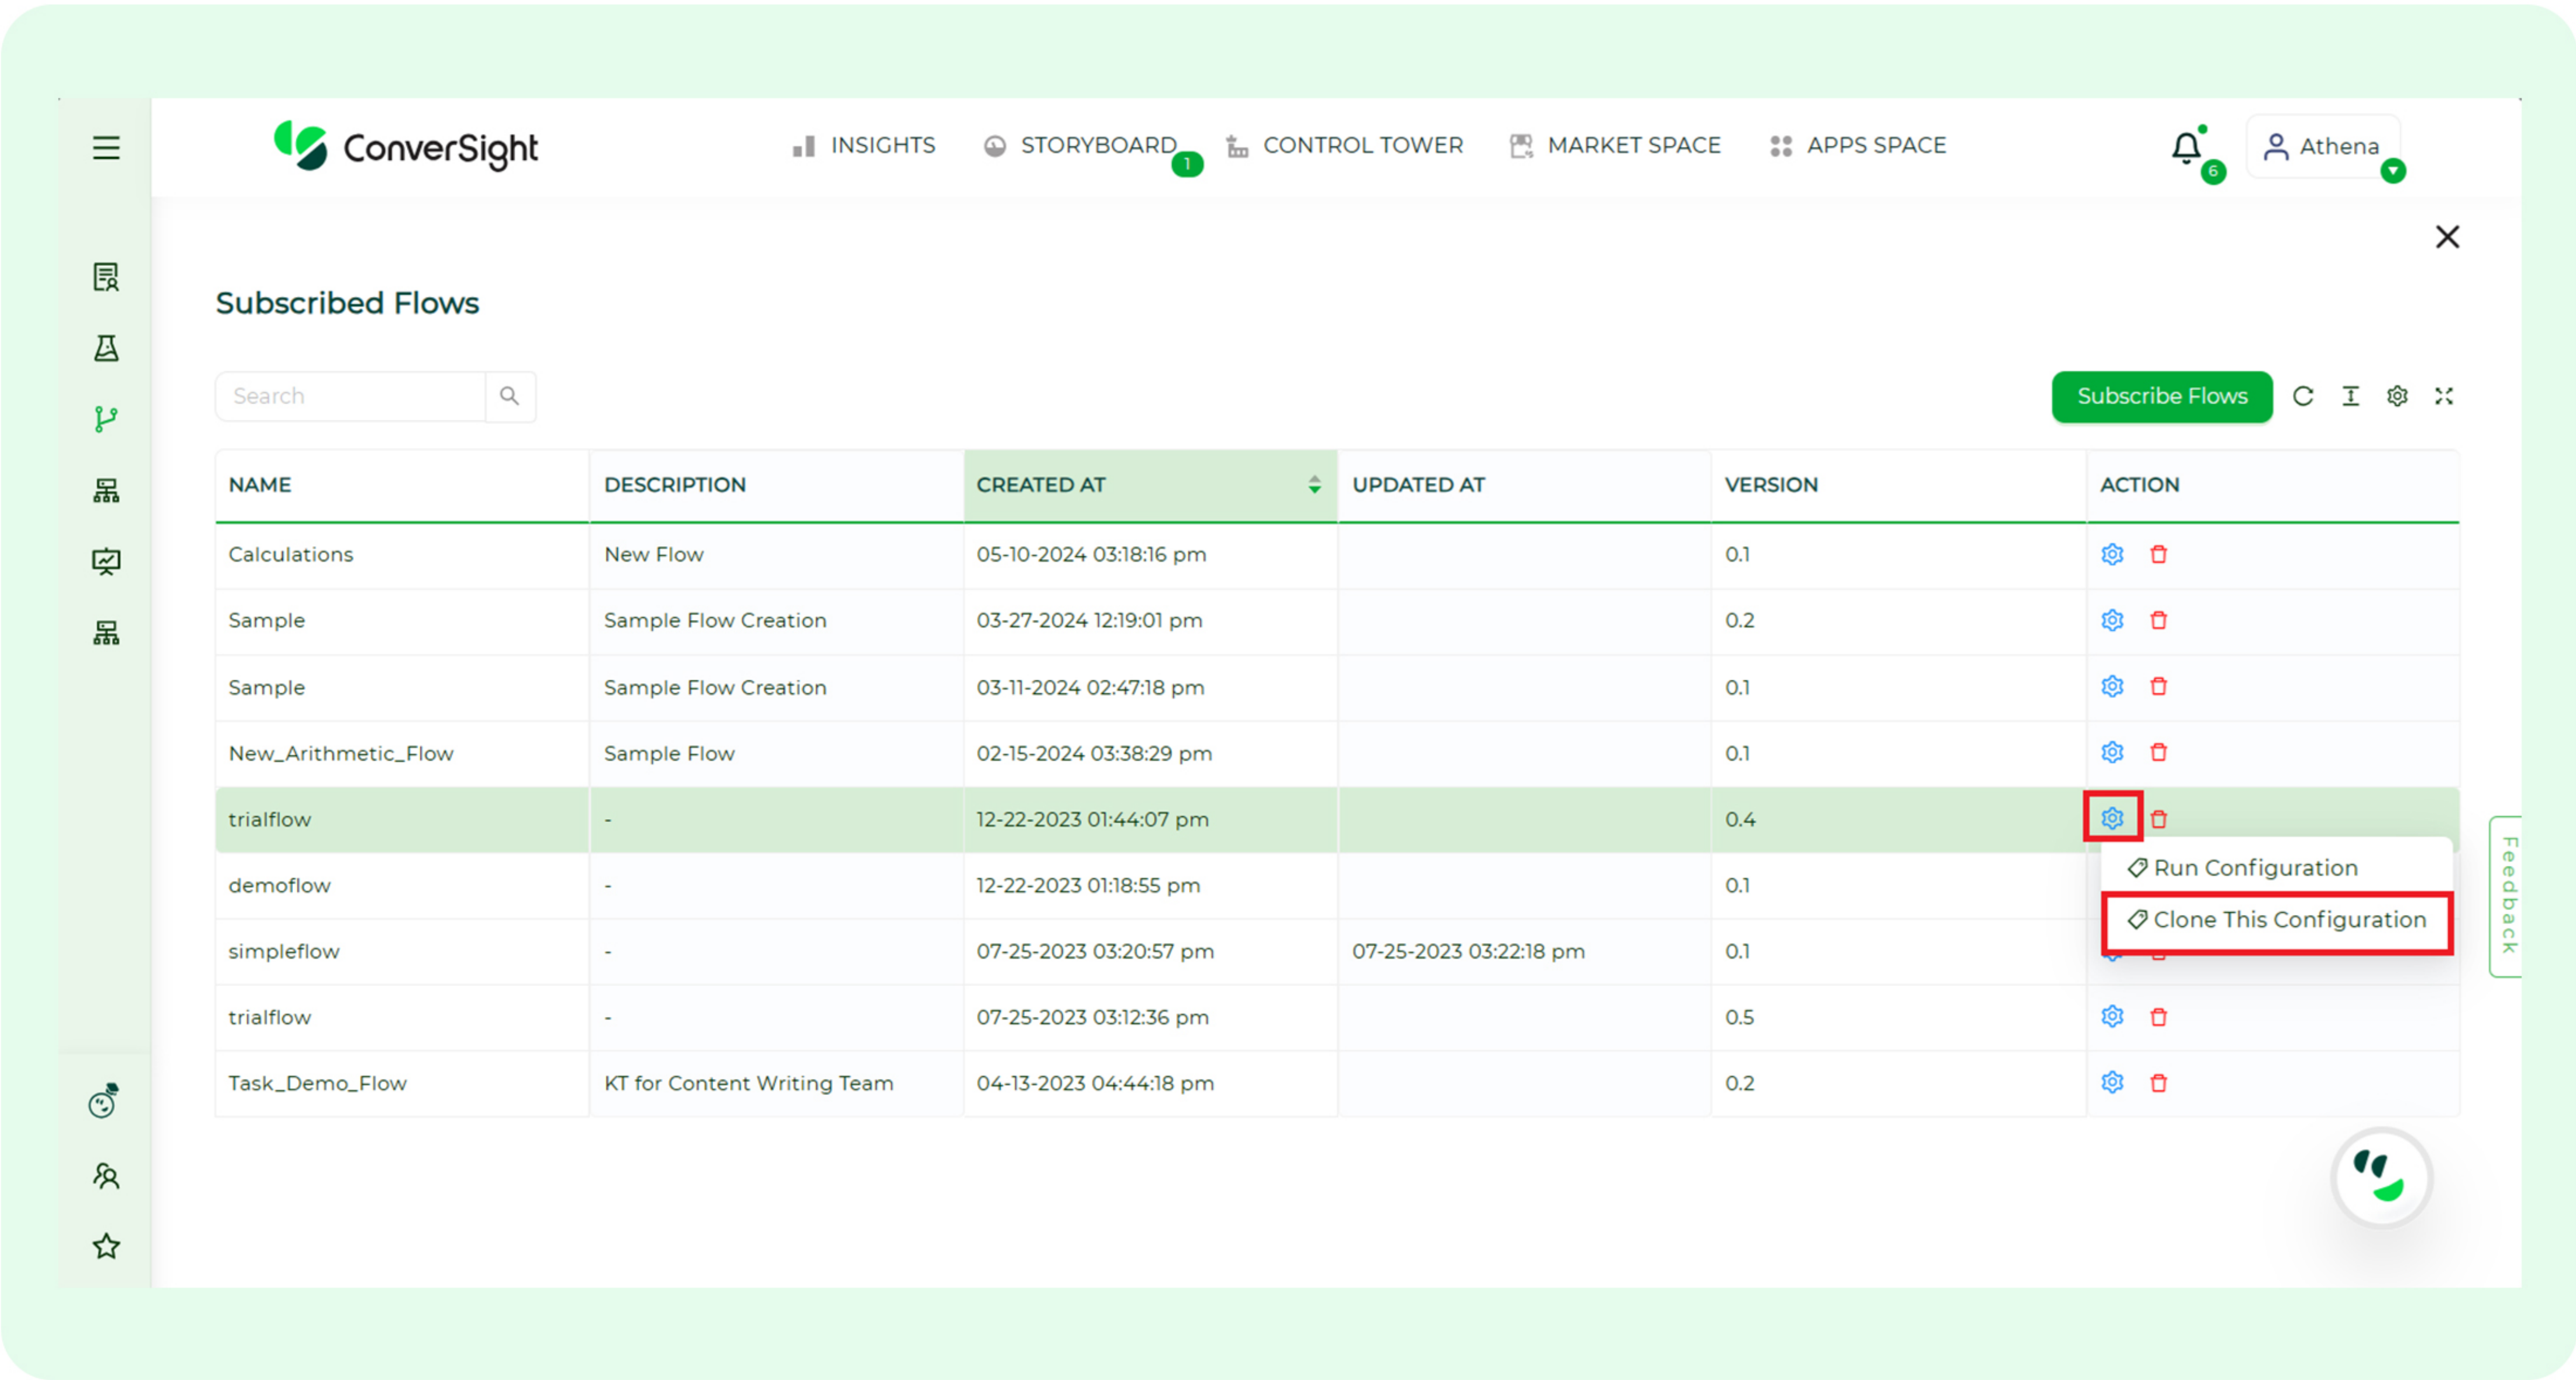 ConverSight INSIGHTS STORYBOARD 1 CONTROL TOWER MARKET SPACE APPS SPACE 6 Athena
Subscribed Flows
Search Subscribe Flows
NAME DESCRIPTION CREATED AT UPDATED AT VERSION ACTION
Calculations New Flow 05-10-2024 03:18:16 pm 0.1
Sample Sample Flow Creation 03-27-2024 12:19:01 pm 0.2
Sample Sample Flow Creation 03-11-2024 02:47:18 pm 0.1
New_Arithmetic_Flow Sample Flow 02-15-2024 03:38:29 pm 0.1
trialflow - 12-22-2023 01:44:07 pm 0.4
Run Configuration
demoflow - 12-22-2023 01:18:55 pm 0.1
Clone This Configuration
simpleflow - 07-25-2023 03:20:57 pm 07-25-2023 03:22:18 pm 0.1
trialflow - 07-25-2023 03:12:36 pm 0.5
Task_Demo_Flow KT for Content Writing Team 04-13-2023 04:44:18 pm 0.2
Feedback